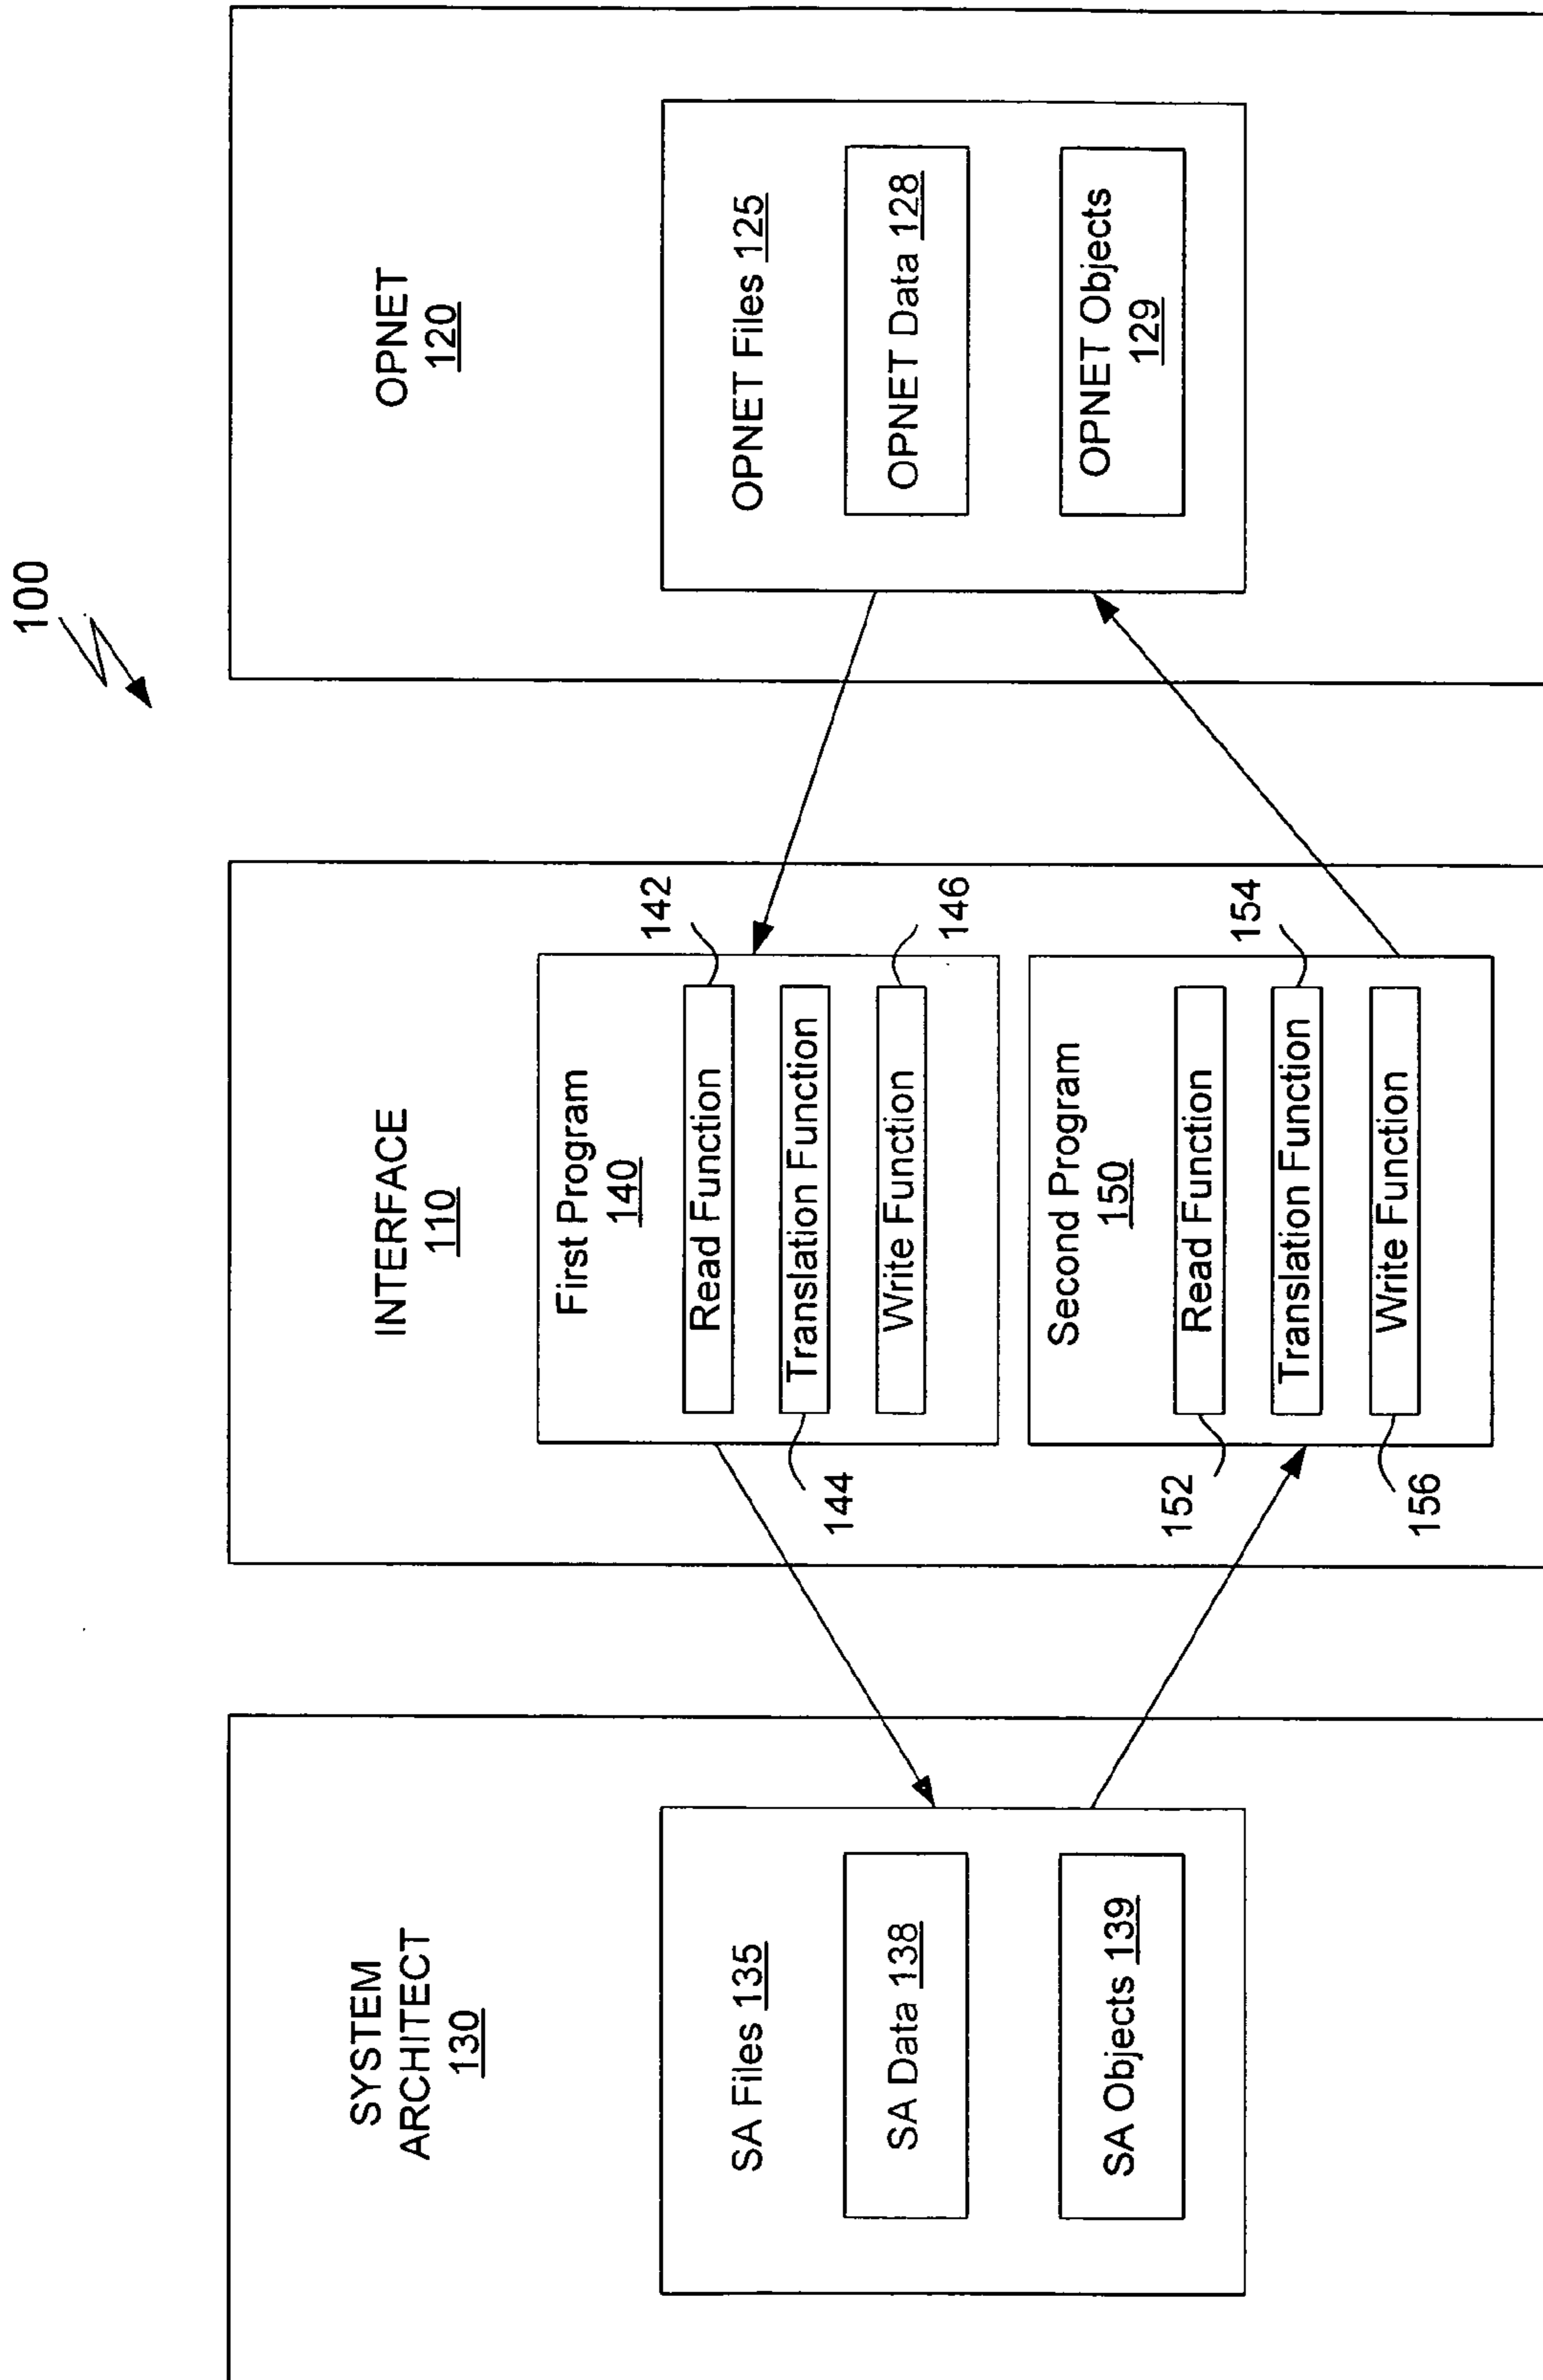 100
SYSTEM
ARCHITECT
130
SA Files 135
SA Data 138
SA Objects 139
INTERFACE
110
First Program
140
Read Function
142
Translation Function
144
Write Function
146
Second Program
150
Read Function
152
Translation Function
154
Write Function
156
OPNET
120
OPNET Files 125
OPNET Data 128
OPNET Objects
129